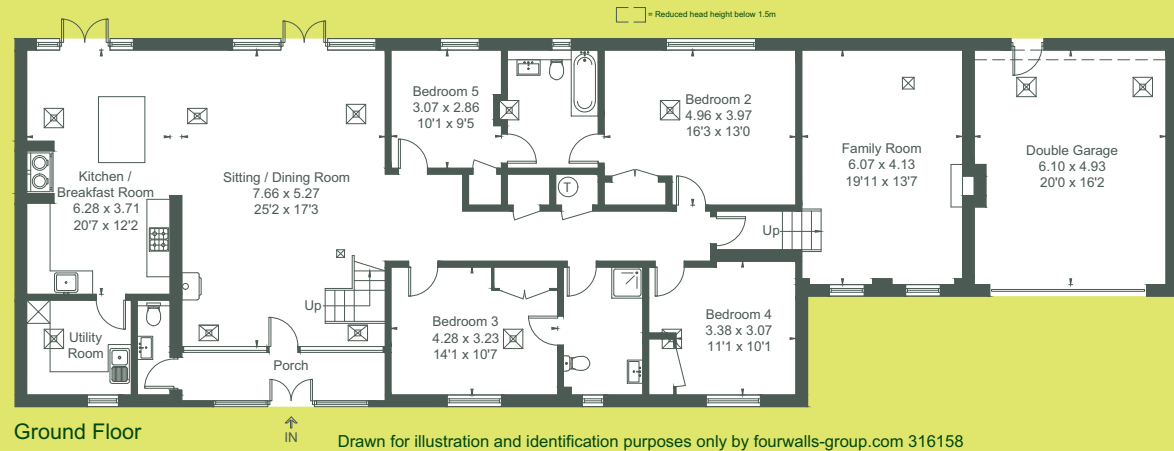 = Reduced head height below 1.5m
Kitchen /
Breakfast Room
6.28 x 3.71
20'7 x 12'2
Sitting / Dining Room
7.66 x 5.27
25'2 x 17'3
Bedroom 5
3.07 x 2.86
10'1 x 9'5
T
Bedroom 2
4.96 x 3.97
16'3 x 13'0
Up
Family Room
6.07 x 4.13
19'11 x 13'7
Double Garage
6.10 x 4.93
20'0 x 16'2
Utility
Room
Up
Porch
Bedroom 3
4.28 x 3.23
14'1 x 10'7
Bedroom 4
3.38 x 3.07
11'1 x 10'1
Ground Floor
IN
Drawn for illustration and identification purposes only by fourwalls-group.com 316158